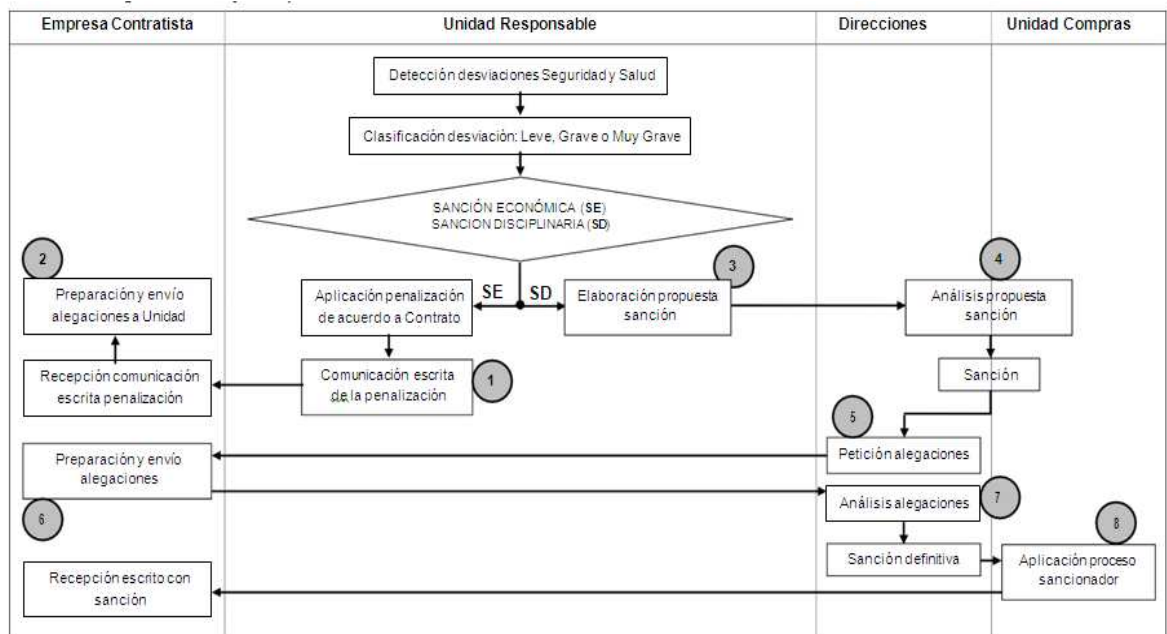 Empresa Contratista
Unidad Responsable
Direcciones
Unidad Compras
Detección desviaciones Seguridad y Salud
Clasificación desviación: Leve, Grave o Muy Grave
SANCIÓN ECONÓMICA (SE)
SANCION DISCIPLINARIA (SD)
2
3
4
SE
SD
Preparación y envío
alegaciones a Unidad
Aplicación penalización
de acuerdo a Contrato
Elaboración propuesta
sanción
Análisis propuesta
sanción
Recepción comunicación
escrita penalización
Comunicación escrita
de la penalización
1
Sanción
5
Preparación y envío
alegaciones
Petición alegaciones
6
Análisis alegaciones
7
8
Sanción definitiva
Aplicación proceso
sancionador
Recepción escrito con
sanción